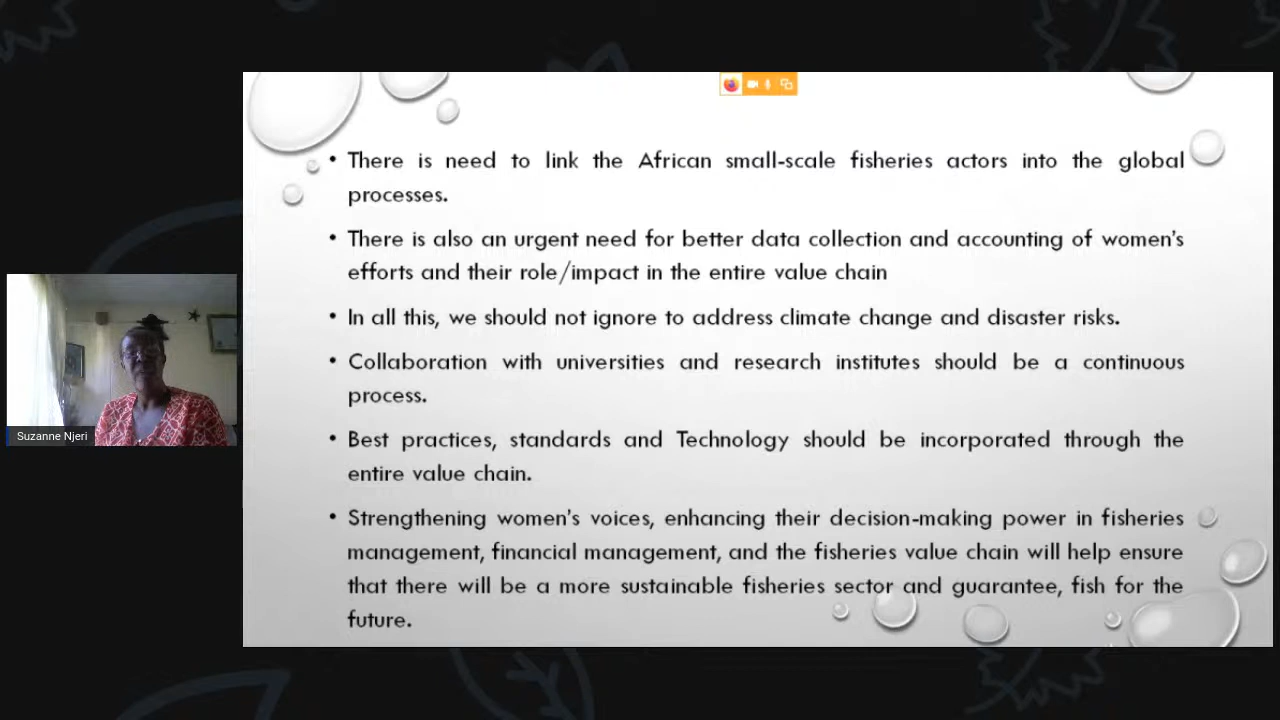 • There is need to link the African small-scale fisheries actors into the global
processes.
• There is also an urgent need for better data collection and accounting of women's
efforts and their role/impact in the entire value chain
• In all this, we should not ignore to address climate change and disaster risks.
• Collaboration with universities and research institutes should be a continuous
process.
• Best practices, standards and Technology should be incorporated through the
entire value chain.
• Strengthening women's voices, enhancing their decision-making power in fisheries
management, financial management, and the fisheries value chain will help ensure
that there will be a more sustainable fisheries sector and guarantee, fish for the
future.
Suzanne Njeri